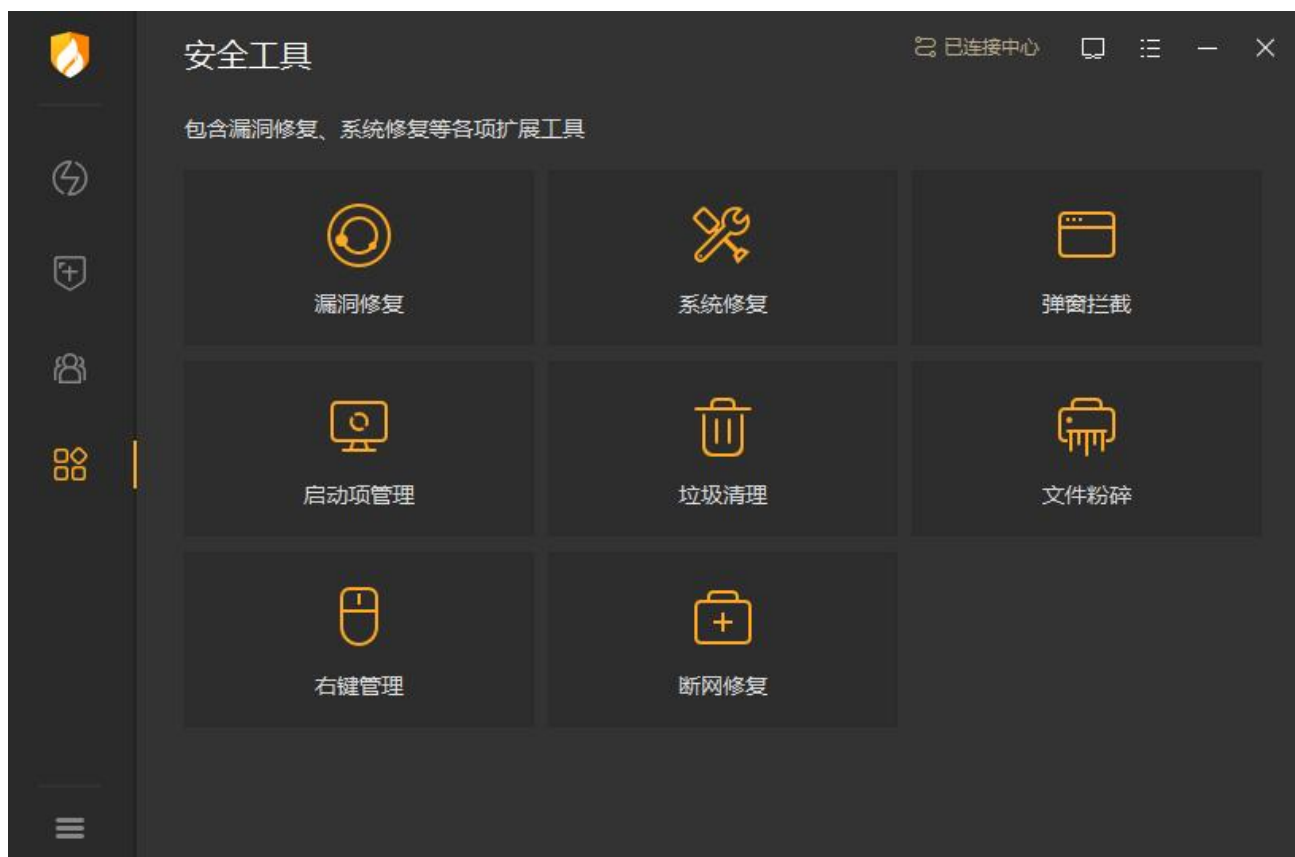 安全工具
已连接中心
包含漏洞修复、系统修复等各项扩展工具
漏洞修复
系统修复
弹窗拦截
启动项管理
垃圾清理
文件粉碎
右键管理
断网修复